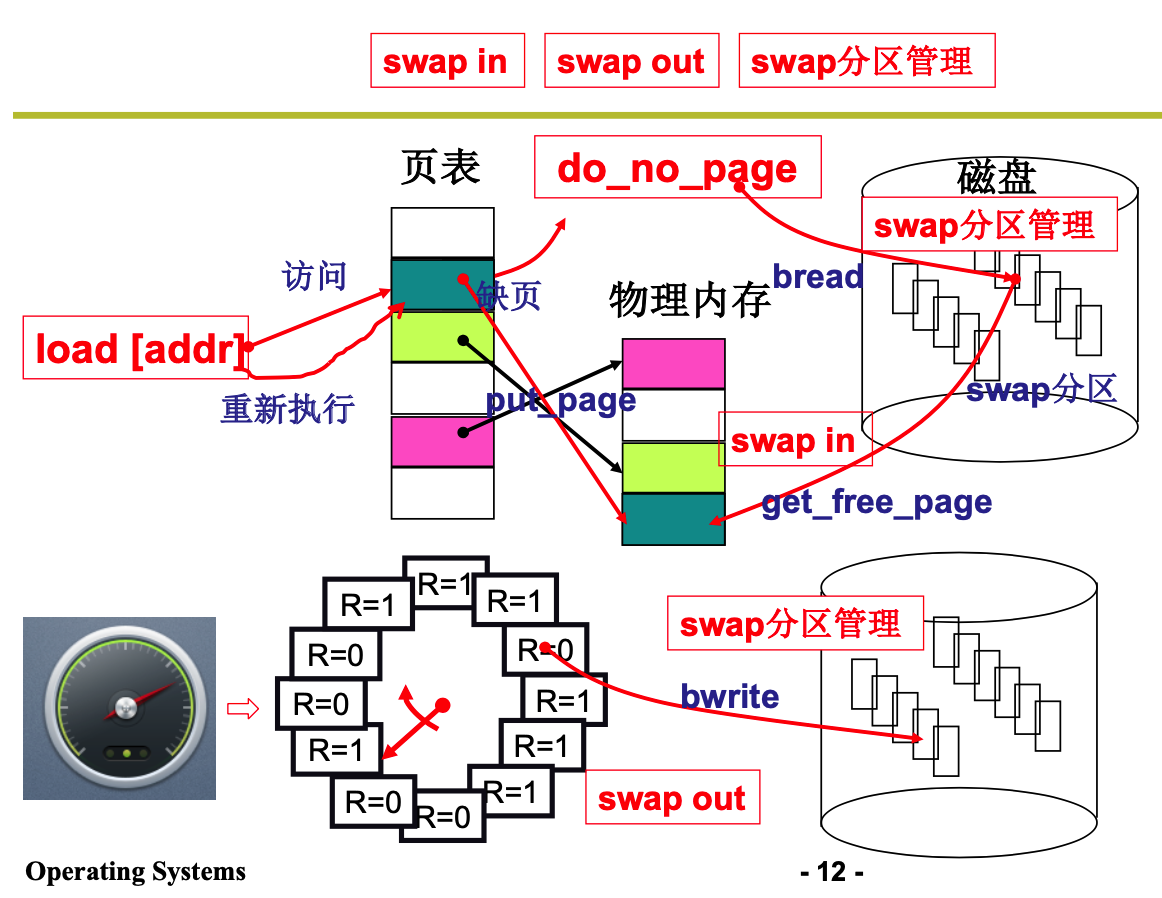 swap in
swap out
swap分区管理
页表
do_no_page
磁盘
swap分区管理
访问
缺页
物理内存
bread
load [addr]
重新执行
put_page
swap分区
swap in
get_free_page
R=1
R=1
R=1
R=0
R=0
R=0
R=1
R=1
R=1
R=0
R=0
R=1
swap分区管理
bwrite
swap out
Operating Systems
- 12 -